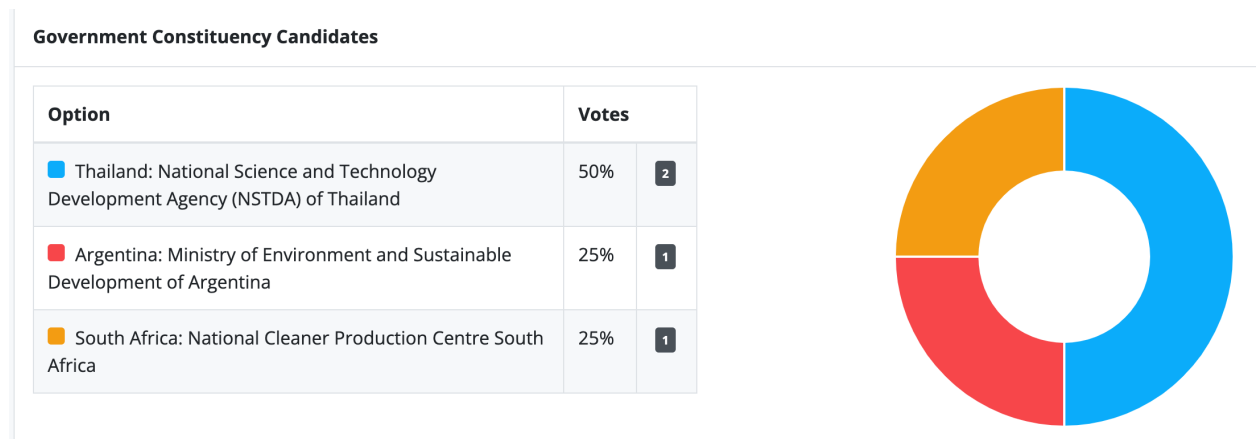 Government Constituency Candidates
Option Votes
Thailand: National Science and Technology 50% 2
Development Agency (NSTDA) of Thailand
Argentina: Ministry of Environment and Sustainable 25% 1
Development of Argentina
South Africa: National Cleaner Production Centre South 25% 1
Africa